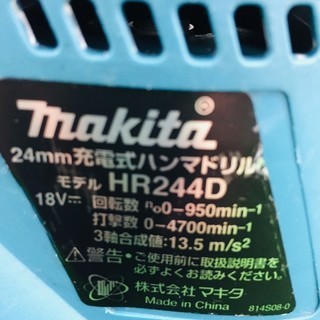 makita
24mm充電式ハンマドリル
モデル HR244D
18V⎓ 回転数 n₀0-950min⁻¹
打撃数 0-4700min⁻¹
3軸合成値: 13.5 m/s²
⚠警告・ご使用前に取扱説明書を
必ずよくお読みください。
株式会社マキタ
Made in China 814S08-0